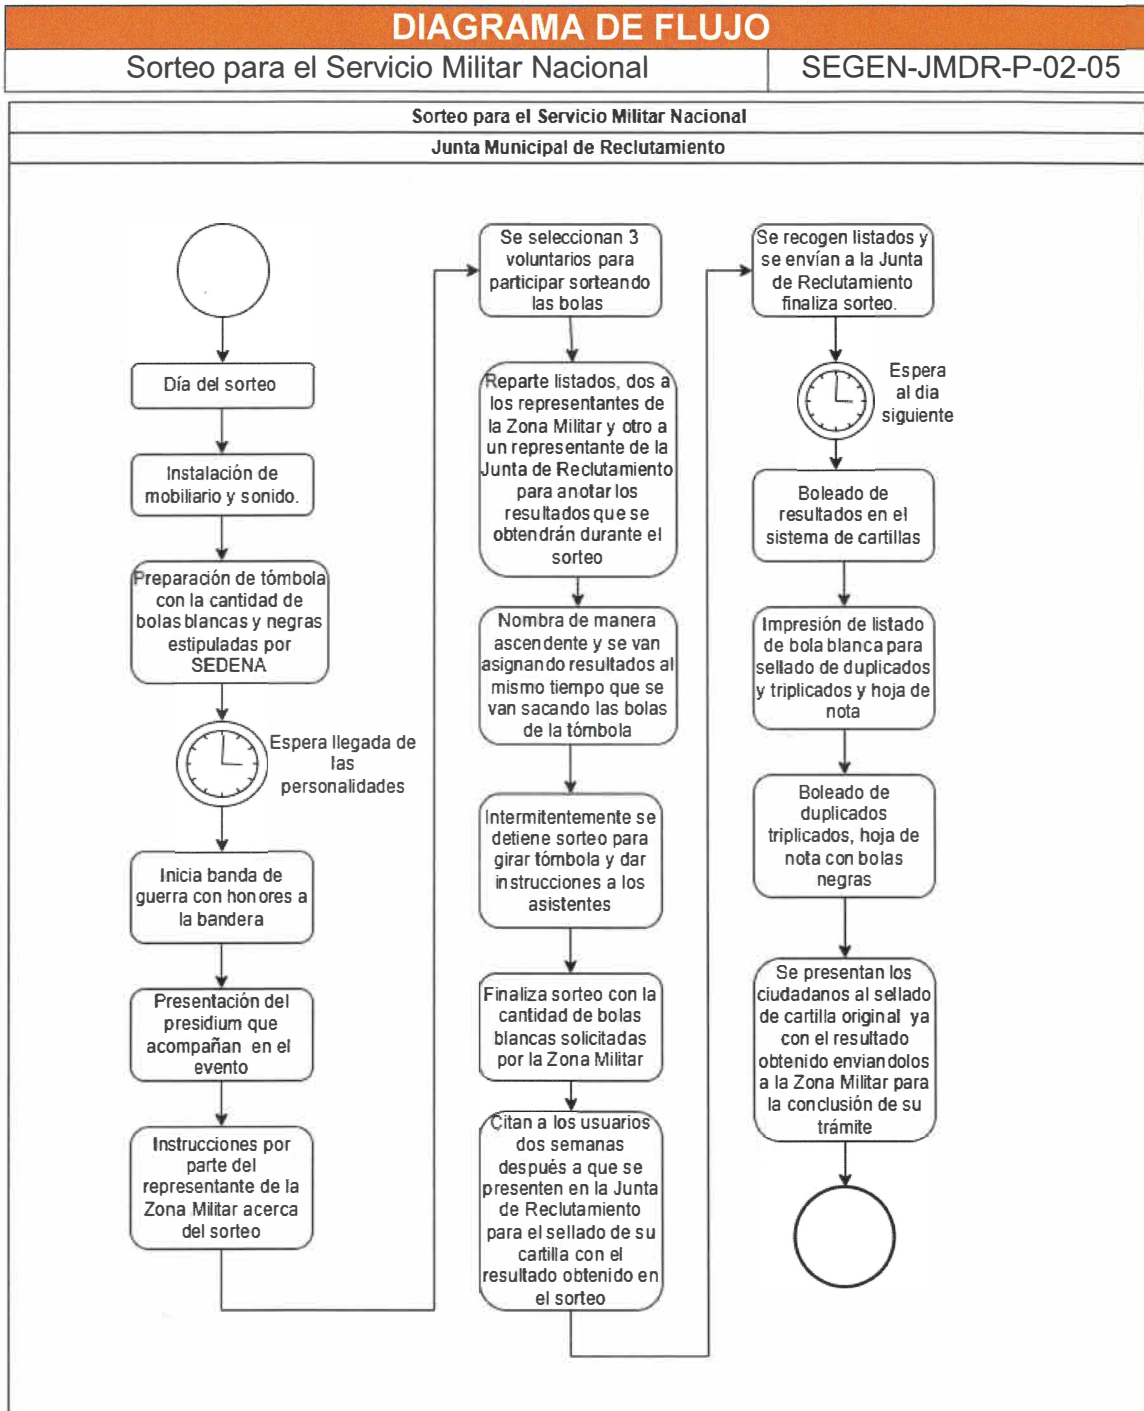 DIAGRAMA DE FLUJO
Sorteo para el Servicio Militar Nacional
SEGEN-JMDR-P-02-05
Sorteo para el Servicio Militar Nacional
Junta Municipal de Reclutamiento
Día del sorteo
Instalación de
mobiliario y sonido.
Preparación de tómbola
con la cantidad de
bolas blancas y negras
estipuladas por
SEDENA
Espera llegada de
las
personalidades
Inicia banda de
guerra con honores a
la bandera
Presentación del
presidium que
acompañan en el
evento
Instrucciones por
parte del
representante de la
Zona Militar acerca
del sorteo
Se seleccionan 3
voluntarios para
participar sorteando
las bolas
Reparte listados, dos a
los representantes de
la Zona Militar y otro a
un representante de la
Junta de Reclutamiento
para anotar los
resultados que se
obtendrán durante el
sorteo
Nombra de manera
ascendente y se van
asignando resultados al
mismo tiempo que se
van sacando las bolas
de la tómbola
Intermitentemente se
detiene sorteo para
girar tómbola y dar
instrucciones a los
asistentes
Finaliza sorteo con la
cantidad de bolas
blancas solicitadas
por la Zona Militar
Citan a los usuarios
dos semanas
después a que se
presenten en la Junta
de Reclutamiento
para el sellado de su
cartilla con el
resultado obtenido en
el sorteo
Se recogen listados y
se envían a la Junta
de Reclutamiento
finaliza sorteo.
Espera
al dia
siguiente
Boleado de
resultados en el
sistema de cartillas
Impresión de listado
de bola blanca para
sellado de duplicados
y triplicados y hoja de
nota
Boleado de
duplicados
triplicados, hoja de
nota con bolas
negras
Se presentan los
ciudadanos al sellado
de cartilla original ya
con el resultado
obtenido enviandolos
a la Zona Militar para
la conclusión de su
trámite